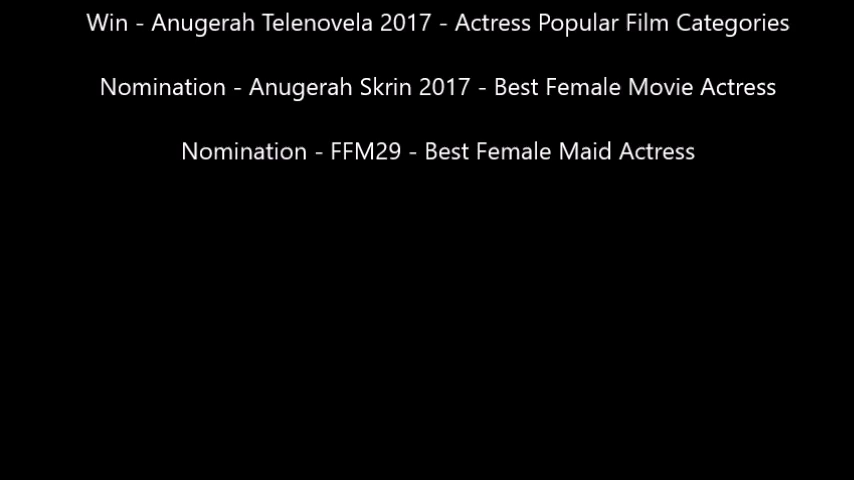 Win - Anugerah Telenovela 2017 - Actress Popular Film Categories
Nomination - Anugerah Skrin 2017 - Best Female Movie Actress
Nomination - FFM29 - Best Female Maid Actress